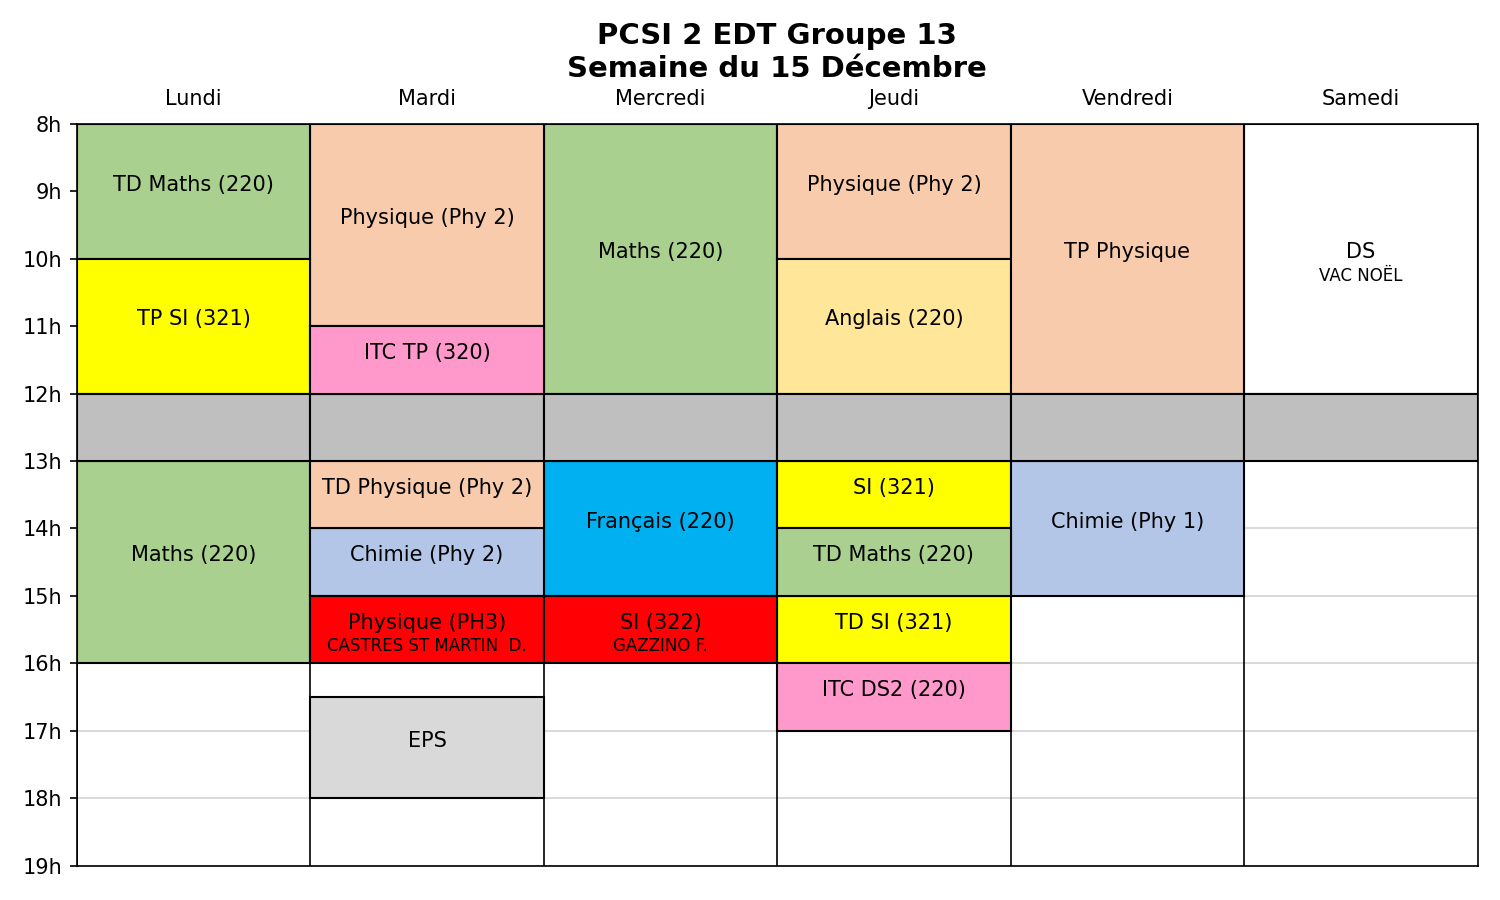 PCSI 2 EDT Groupe 13
Semaine du 15 Décembre
Lundi Mardi Mercredi Jeudi Vendredi Samedi
8h
9h
10h
11h
12h
13h
14h
15h
16h
17h
18h
19h
TD Maths (220)
TP SI (321)
Maths (220)
Physique (Phy 2)
ITC TP (320)
TD Physique (Phy 2)
Chimie (Phy 2)
Physique (PH3)
CASTRES ST MARTIN  D.
EPS
Maths (220)
Français (220)
SI (322)
GAZZINO F.
Physique (Phy 2)
Anglais (220)
SI (321)
TD Maths (220)
TD SI (321)
ITC DS2 (220)
TP Physique
Chimie (Phy 1)
DS
VAC NOËL